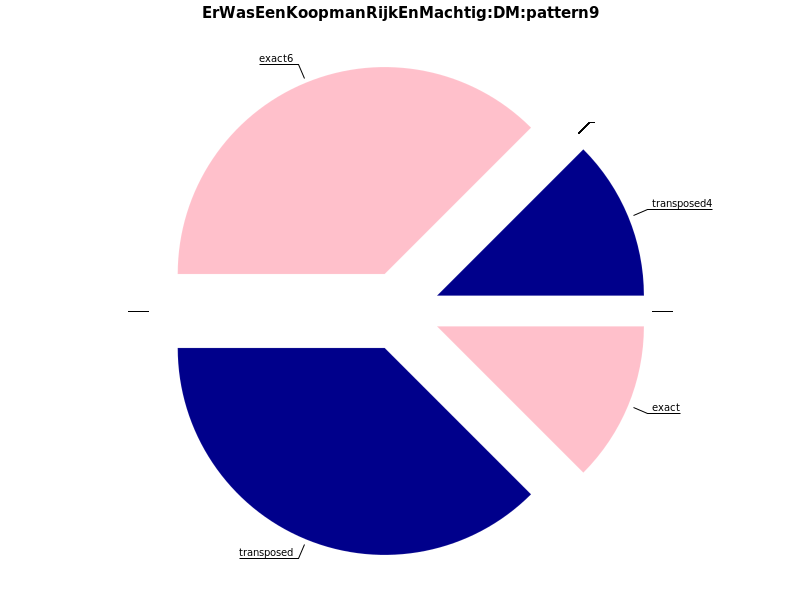 ErWasEenKoopmanRijkEnMachtig:DM:pattern9
exact6
transposed4
exact
transposed